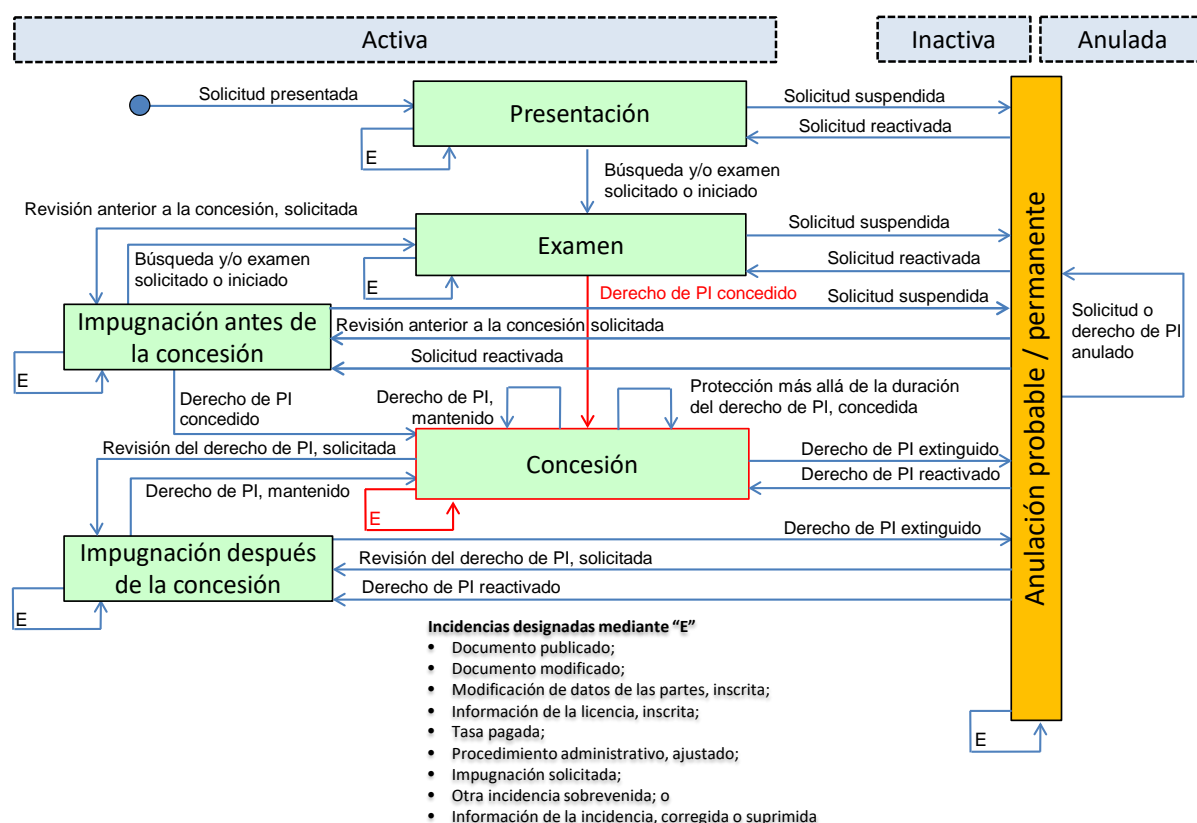 Activa
Inactiva
Anulada
Solicitud presentada
Presentación
Solicitud suspendida
Solicitud reactivada
E
Búsqueda y/o examen
solicitado o iniciado
Revisión anterior a la concesión, solicitada
Examen
Solicitud suspendida
Solicitud reactivada
Búsqueda y/o examen
solicitado o iniciado
E
Derecho de PI concedido
Solicitud suspendida
Impugnación antes de
la concesión
Revisión anterior a la concesión solicitada
Solicitud reactivada
E
Solicitud o
derecho de PI
anulado
Anulación probable / permanente
Derecho de PI
concedido
Derecho de PI,
mantenido
Protección más allá de la duración
del derecho de PI, concedida
Revisión del derecho de PI, solicitada
Concesión
Derecho de PI extinguido
Derecho de PI reactivado
Derecho de PI, mantenido
E
Derecho de PI extinguido
Impugnación después
de la concesión
Revisión del derecho de PI, solicitada
Derecho de PI reactivado
E
Incidencias designadas mediante “E”
• Documento publicado;
• Documento modificado;
• Modificación de datos de las partes, inscrita;
• Información de la licencia, inscrita;
• Tasa pagada;
• Procedimiento administrativo, ajustado;
• Impugnación solicitada;
• Otra incidencia sobrevenida; o
• Información de la incidencia, corregida o suprimida
E